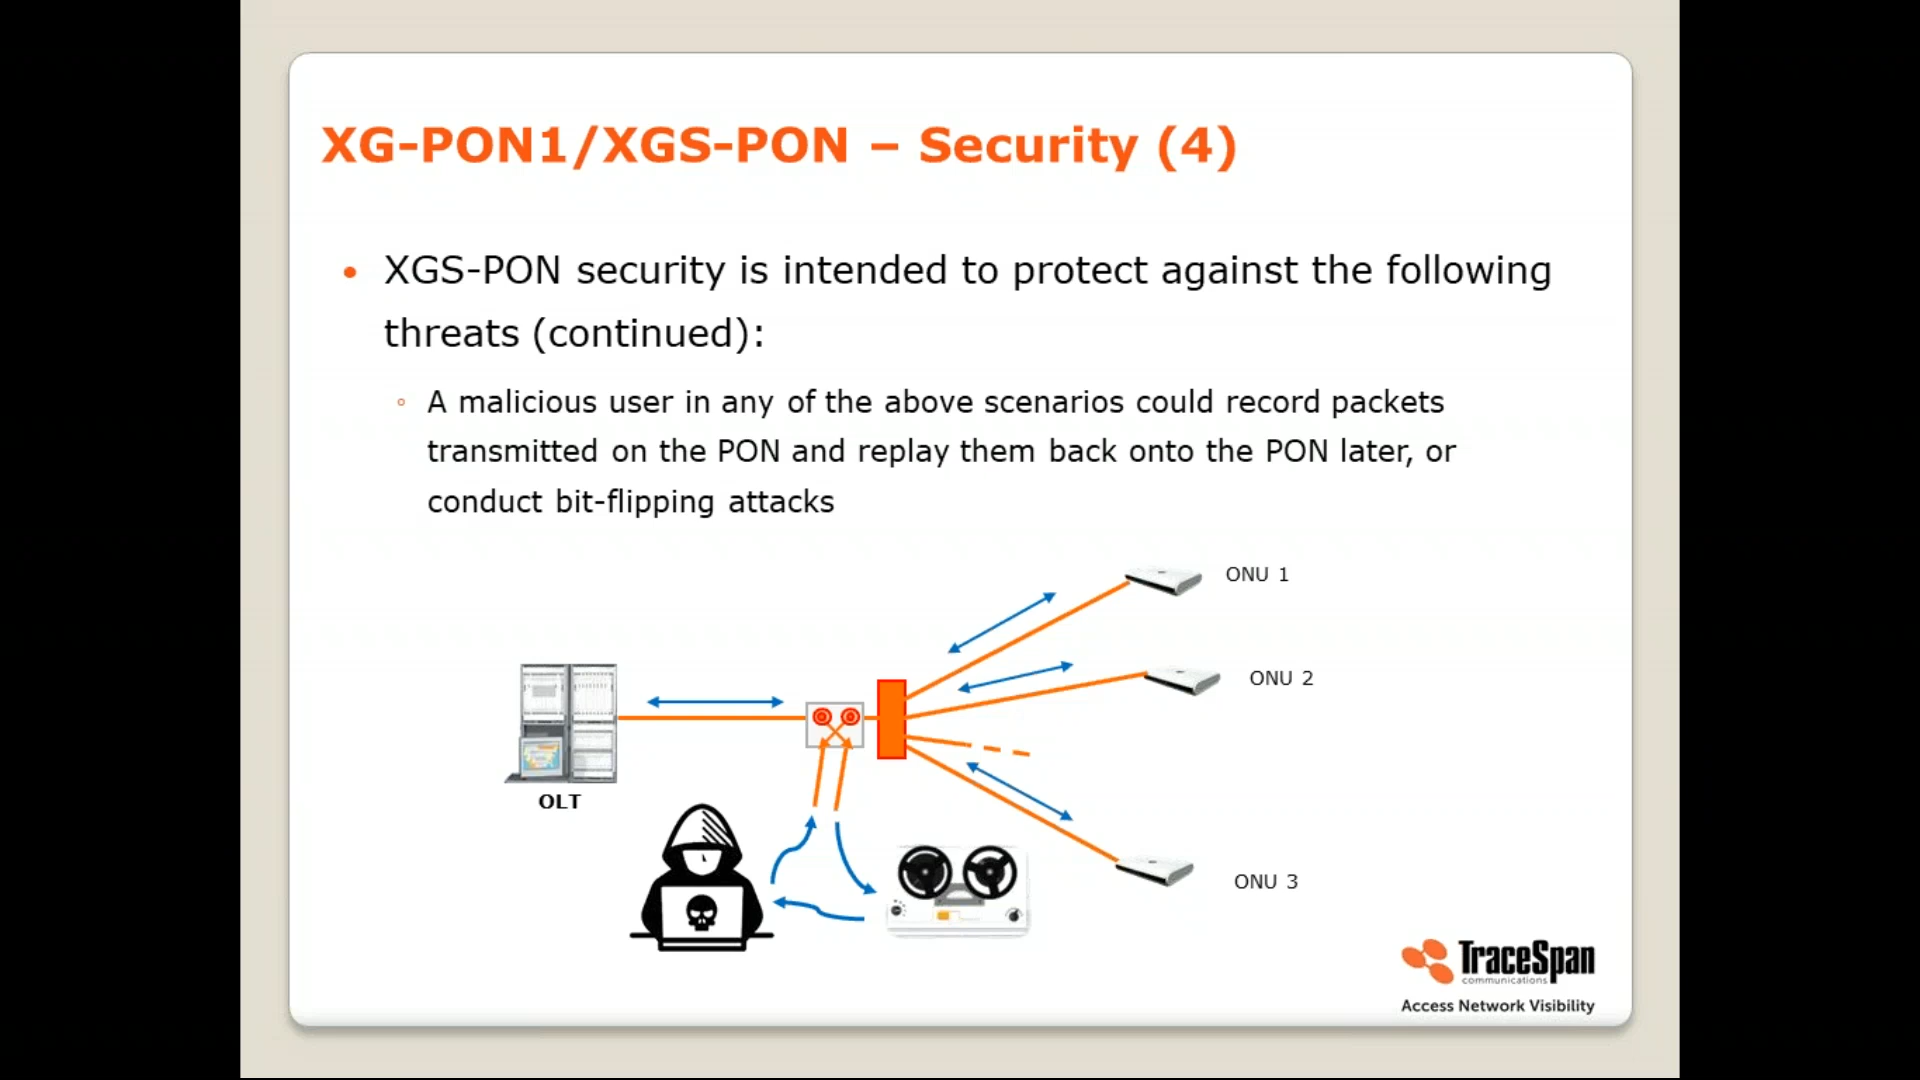 XG-PON1/XGS-PON – Security (4)
• XGS-PON security is intended to protect against the following
threats (continued):
◦ A malicious user in any of the above scenarios could record packets
transmitted on the PON and replay them back onto the PON later, or
conduct bit-flipping attacks
ONU 1
ONU 2
OLT
ONU 3
TraceSpan
communications
Access Network Visibility